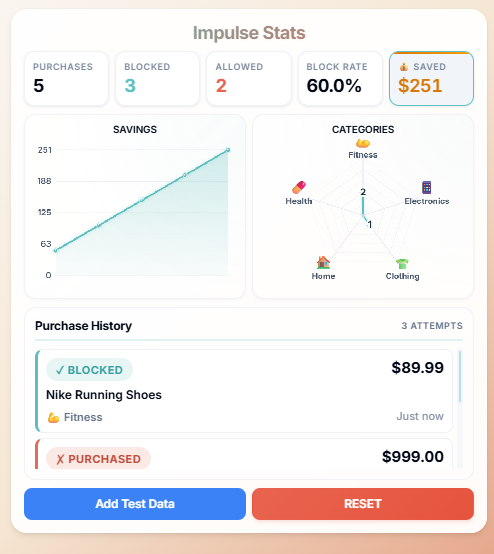 Impulse Stats
PURCHASES
5
BLOCKED
3
ALLOWED
2
BLOCK RATE
60.0%
💰 SAVED
$251
SAVINGS
251
188
125
63
0
CATEGORIES
Fitness
Health
Electronics
2
1
Home
Clothing
Purchase History
3 ATTEMPTS
✓ BLOCKED
$89.99
Nike Running Shoes
💪 Fitness
Just now
✗ PURCHASED
$999.00
Add Test Data
RESET